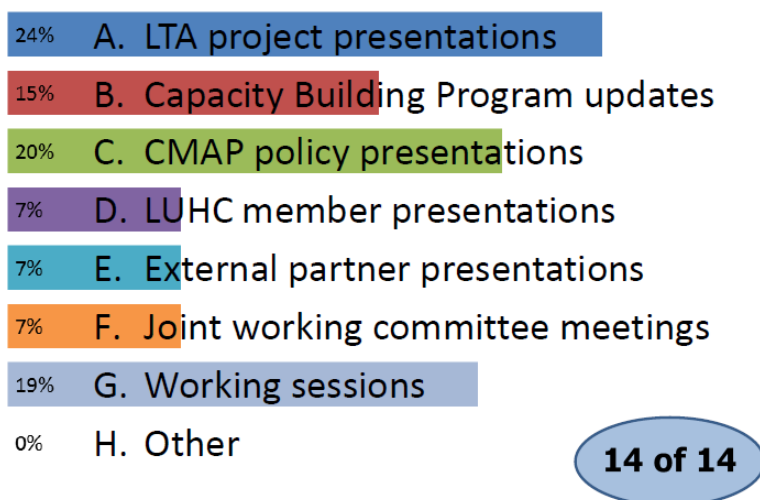 24% A. LTA project presentations
15% B. Capacity Building Program updates
20% C. CMAP policy presentations
7% D. LUHC member presentations
7% E. External partner presentations
7% F. Joint working committee meetings
19% G. Working sessions
0% H. Other
14 of 14